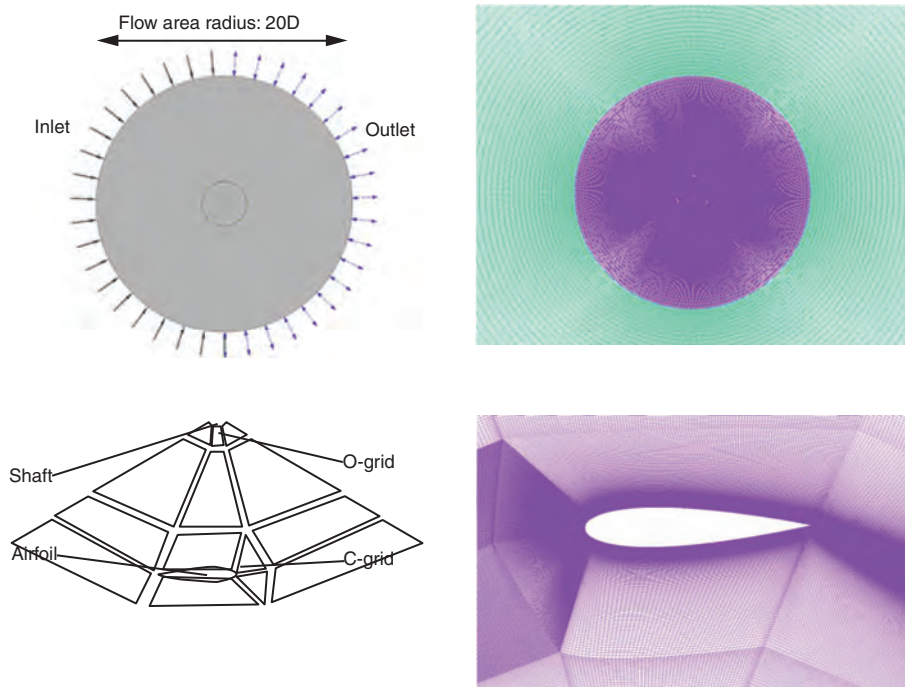 Flow area radius: 20D
Inlet
Outlet
Shaft
O-grid
Airfoil
C-grid